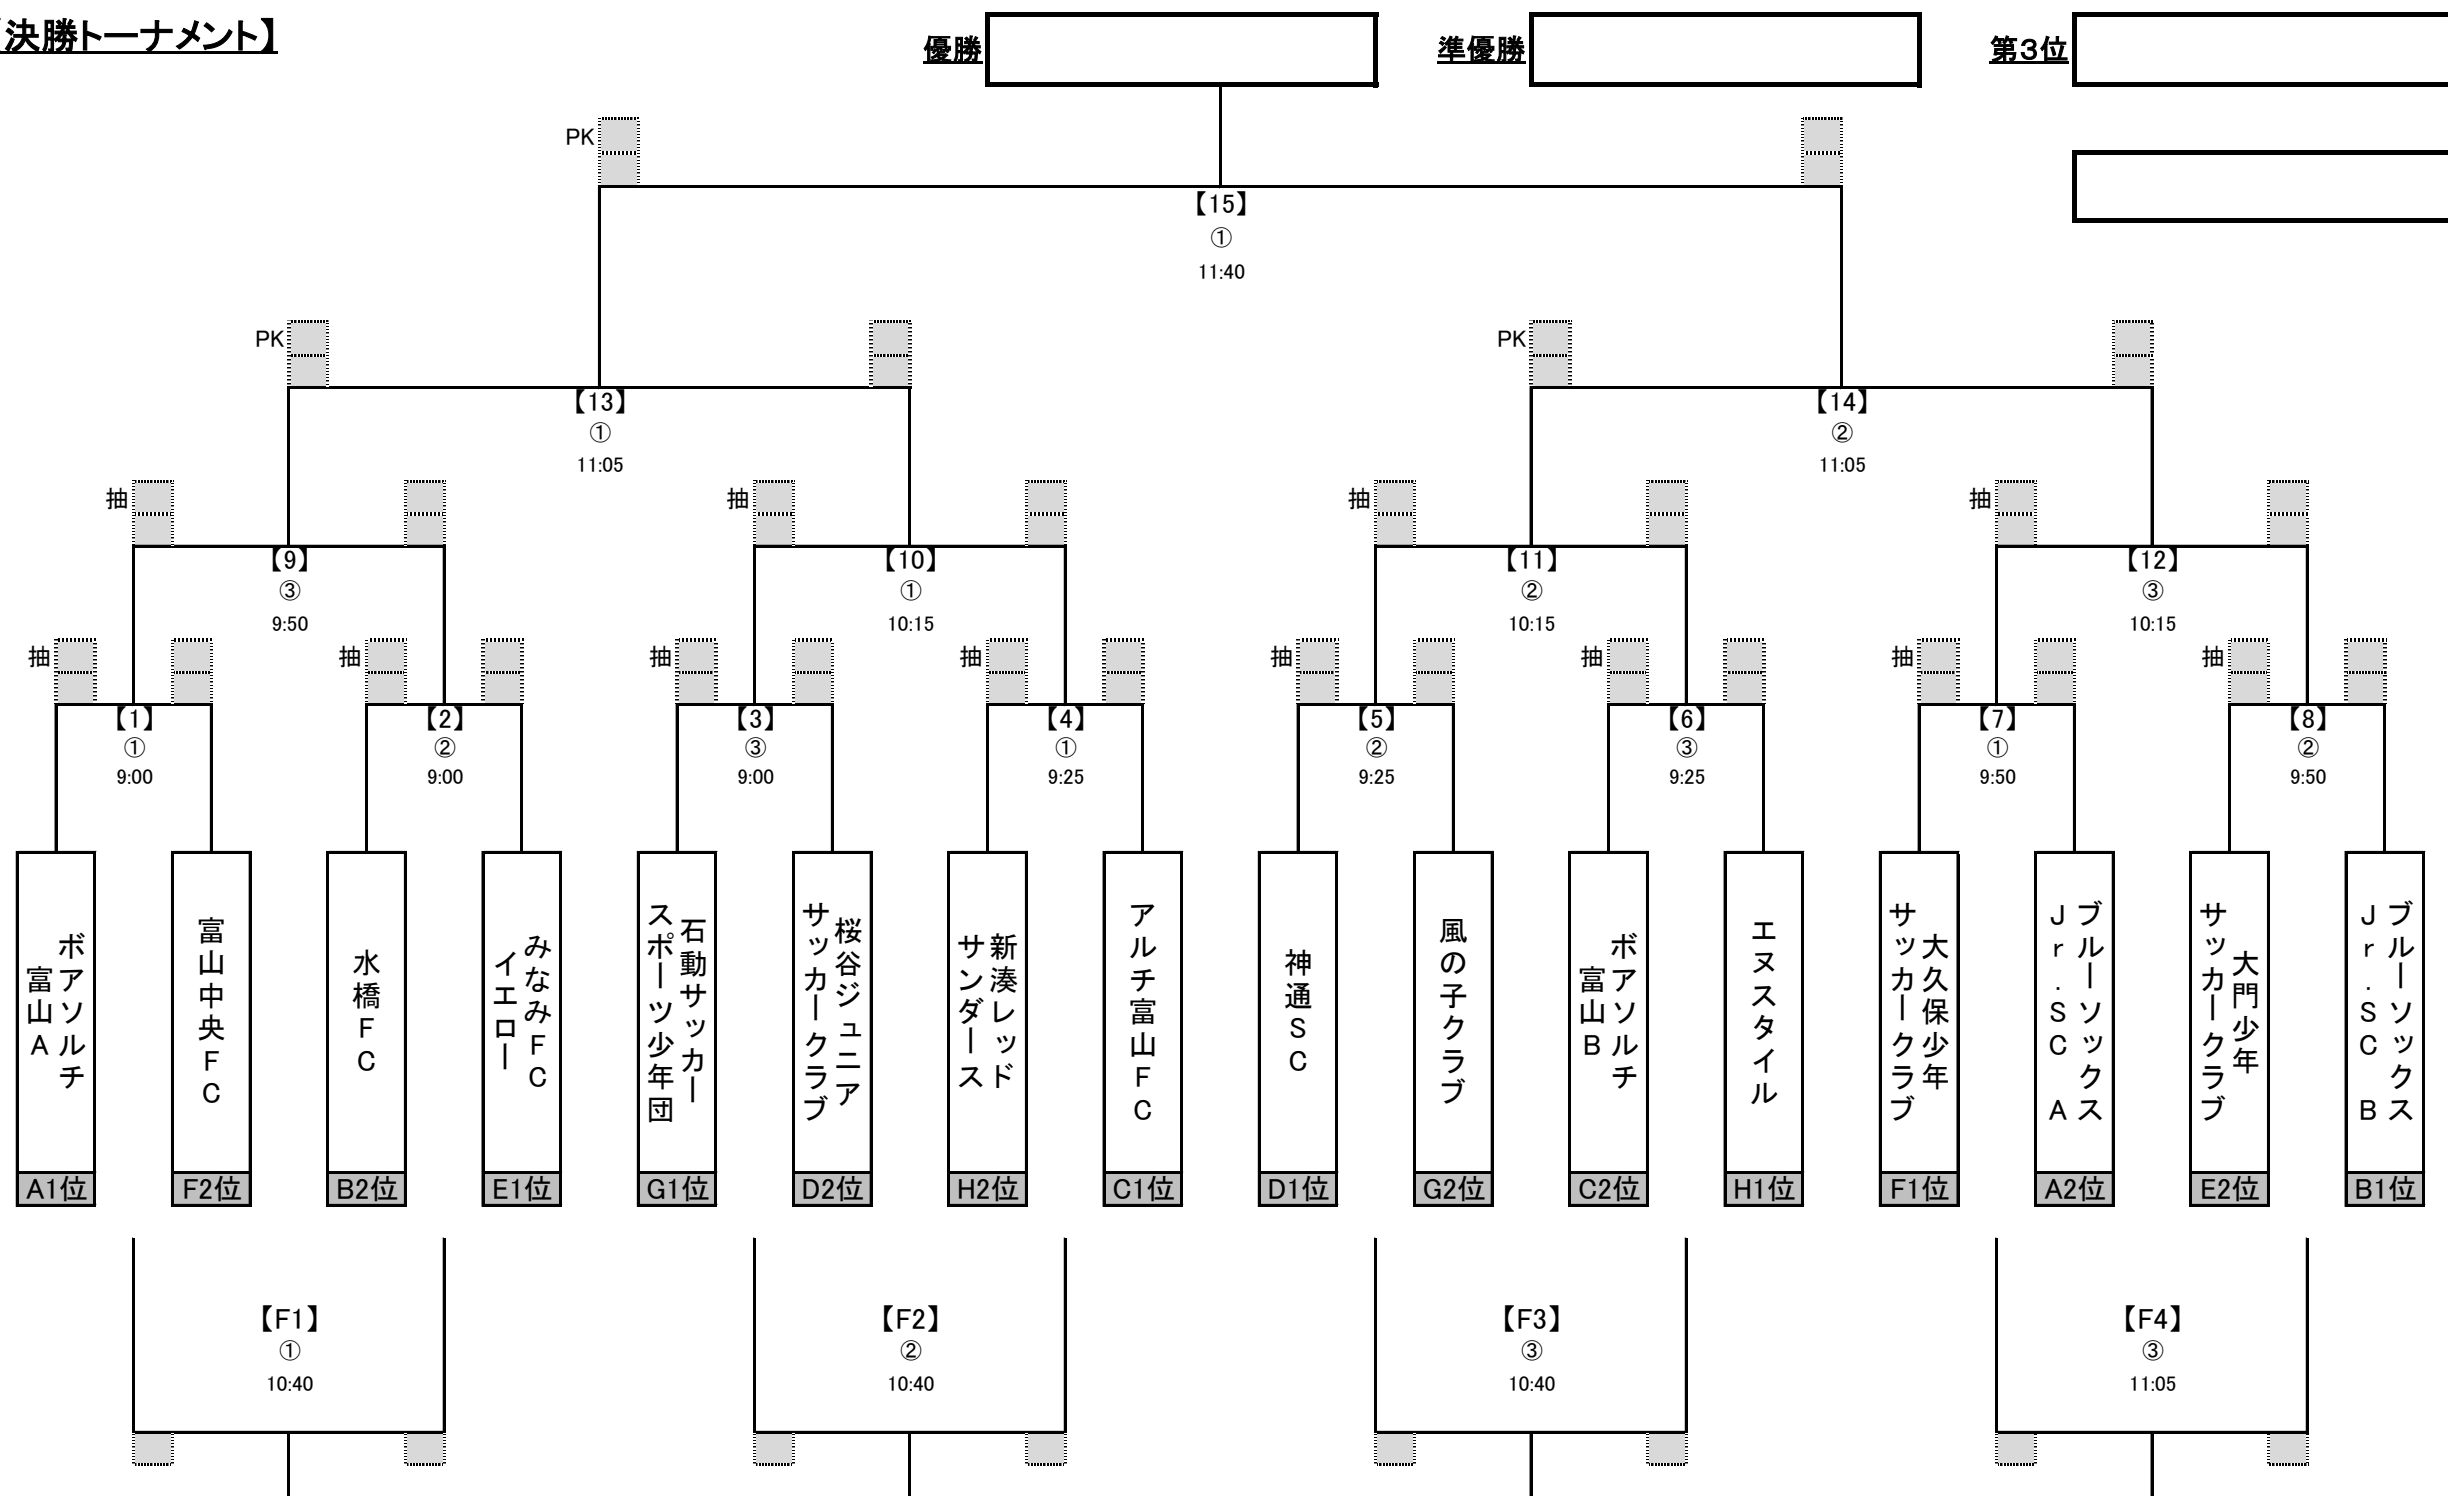 【決勝トーナメント】
優勝
準優勝
第3位
PK
【15】
①
11:40
PK
PK
【13】
①
11:05
【14】
②
11:05
抽
抽
抽
抽
【9】
③
9:50
【10】
①
10:15
【11】
②
10:15
【12】
③
10:15
抽
抽
抽
抽
抽
抽
抽
抽
【1】
①
9:00
【2】
②
9:00
【3】
③
9:00
【4】
①
9:25
【5】
②
9:25
【6】
③
9:25
【7】
①
9:50
【8】
②
9:50
ボアソルチ
富山A
富山中央FC
水橋FC
みなみFC
イエロー
石動サッカー
スポーツ少年団
桜谷ジュニア
サッカークラブ
新湊レッド
サンダース
アルチ富山FC
神通SC
風の子クラブ
ボアソルチ
富山B
エヌスタイル
大久保少年
サッカークラブ
ブルーソックス
Jr.SC A
大門少年
サッカークラブ
ブルーソックス
Jr.SC B
A1位
F2位
B2位
E1位
G1位
D2位
H2位
C1位
D1位
G2位
C2位
H1位
F1位
A2位
E2位
B1位
【F1】
①
10:40
【F2】
②
10:40
【F3】
③
10:40
【F4】
③
11:05